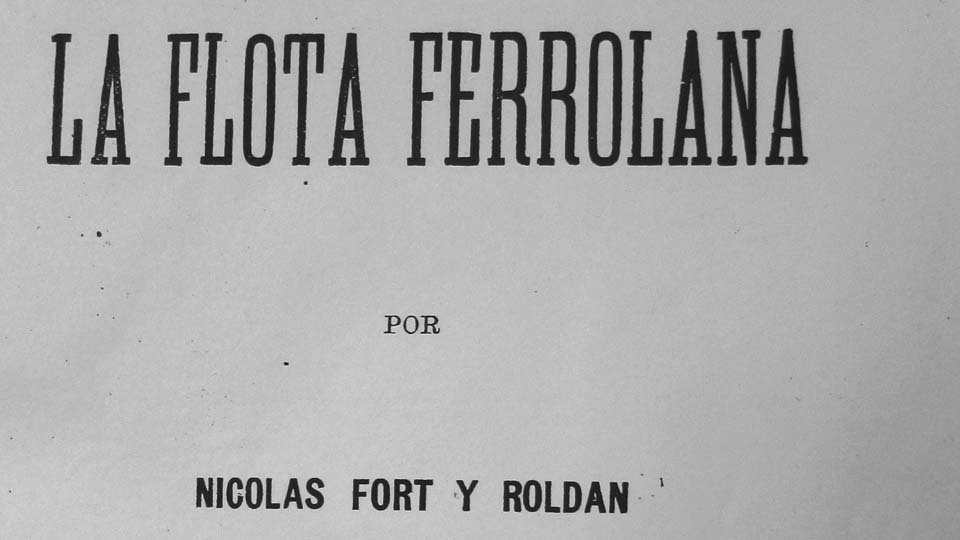 LA FLOTA FERROLANA
POR
NICOLAS FORT Y ROLDAN